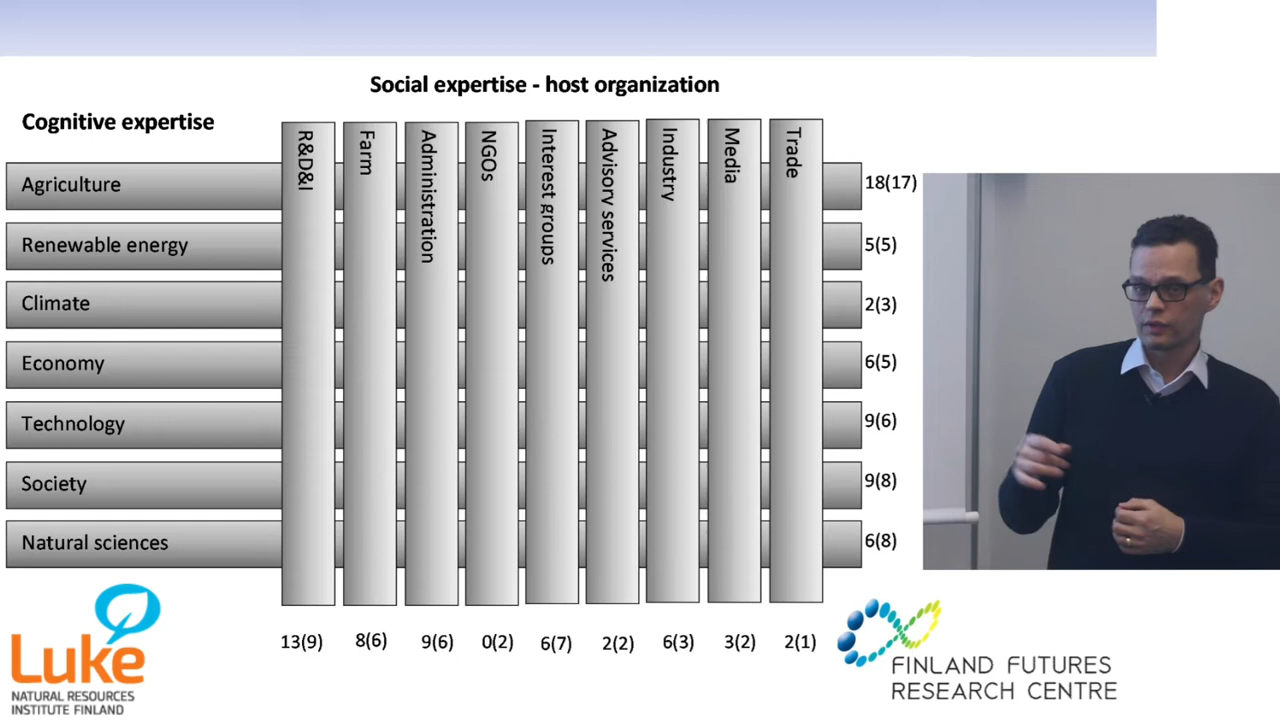 Social expertise - host organization
Cognitive expertise
R&D&I
Farm
Administration
NGOs
Interest groups
Advisory services
Industry
Media
Trade
Agriculture
18(17)
Renewable energy
5(5)
Climate
2(3)
Economy
6(5)
Technology
9(6)
Society
9(8)
Natural sciences
6(8)
13(9)
8(6)
9(6)
0(2)
6(7)
2(2)
6(3)
3(2)
2(1)
Luke
NATURAL RESOURCES
INSTITUTE FINLAND
FINLAND FUTURES
RESEARCH CENTRE